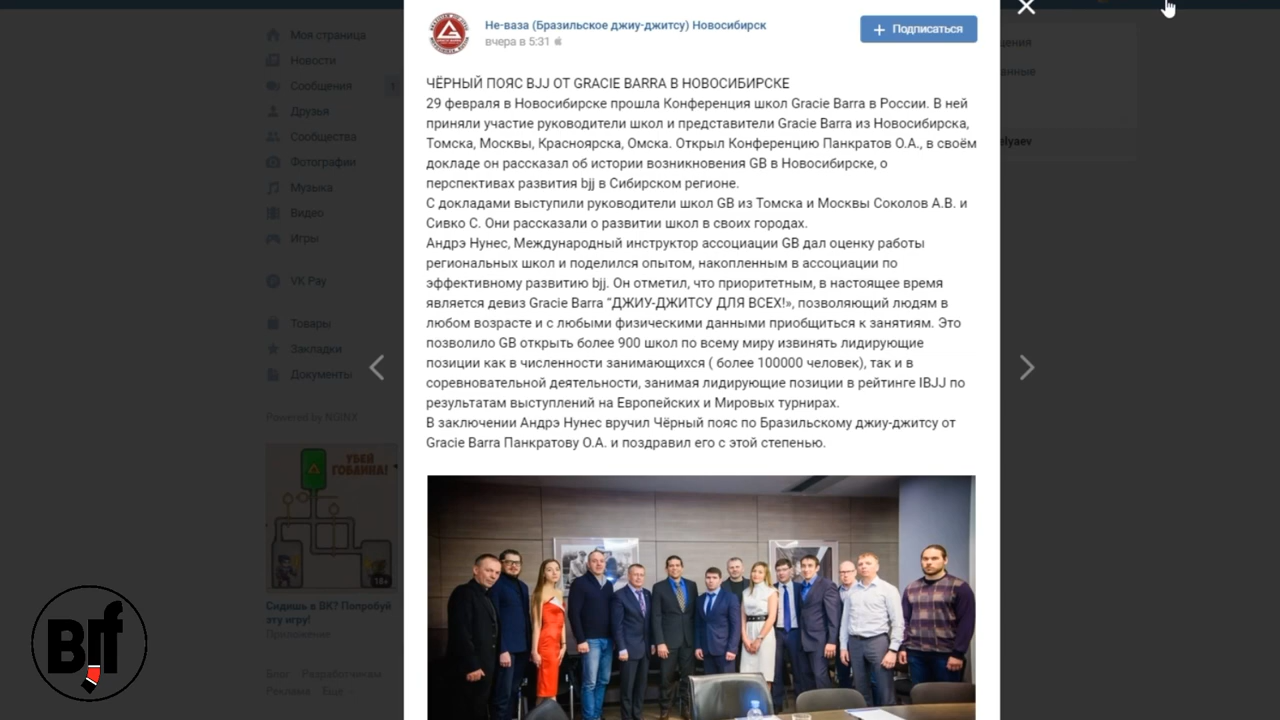 Не-ваза (Бразильское джиу-джитсу) Новосибирск
вчера в 5:31
Подписаться
ЧЁРНЫЙ ПОЯС BJJ ОТ GRACIE BARRA В НОВОСИБИРСКЕ
29 февраля в Новосибирске прошла Конференция школ Gracie Barra в России. В ней
приняли участие руководители школ и представители Gracie Barra из Новосибирска,
Томска, Москвы, Красноярска, Омска. Открыл Конференцию Панкратов О.А., в своём
докладе он рассказал об истории возникновения GB в Новосибирске, о
перспективах развития bjj в Сибирском регионе.
С докладами выступили руководители школ GB из Томска и Москвы Соколов А.В. и
Сивко С. Они рассказали о развитии школ в своих городах.
Андрэ Нунес, Международный инструктор ассоциации GB дал оценку работы
региональных школ и поделился опытом, накопленным в ассоциации по
эффективному развитию bjj. Он отметил, что приоритетным, в настоящее время
является девиз Gracie Barra “ДЖИУ-ДЖИТСУ ДЛЯ ВСЕХ!», позволяющий людям в
любом возрасте и с любыми физическими данными приобщиться к занятиям. Это
позволило GB открыть более 900 школ по всему миру извинять лидирующие
позиции как в численности занимающихся ( более 100000 человек), так и в
соревновательной деятельности, занимая лидирующие позиции в рейтинге IBJJ по
результатам выступлений на Европейских и Мировых турнирах.
В заключении Андрэ Нунес вручил Чёрный пояс по Бразильскому джиу-джитсу от
Gracie Barra Панкратову О.А. и поздравил его с этой степенью.
Моя страница
Новости
Сообщения 1
Друзья
Сообщества
Фотографии
Музыка
Видео
Игры
VK Pay
Товары
Закладки
Документы
Powered by NGINX
УБЕЙ
ГОБЛИНА!
18+
Сидишь в ВК? Попробуй
эту игру!
Приложение
Блог Разработчикам
Реклама Ещё
elyaev
BJJf